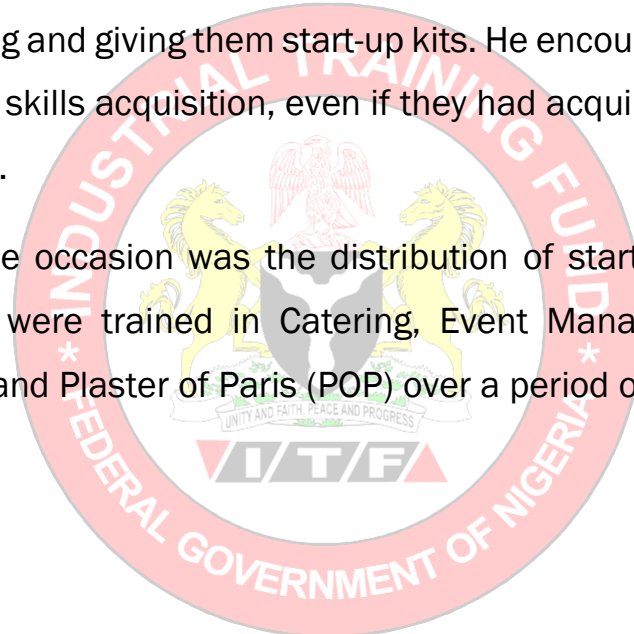 g and giving them start-up kits. He encou
skills acquisition, even if they had acqui
.
e occasion was the distribution of start
were trained in Catering, Event Mana
and Plaster of Paris (POP) over a period o
INDUSTRIAL TRAINING FUND
UNITY AND FAITH, PEACE AND PROGRESS
ITF
* FEDERAL GOVERNMENT OF NIGERIA *